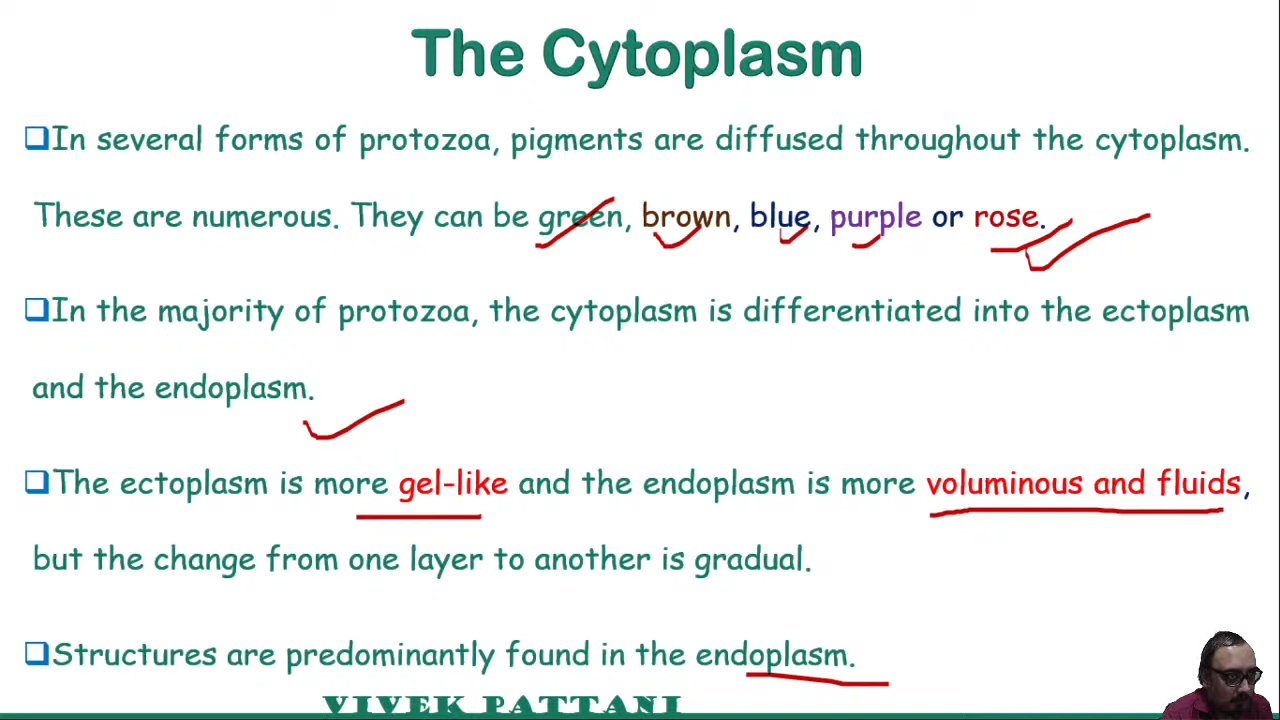 The Cytoplasm
In several forms of protozoa, pigments are diffused throughout the cytoplasm.
These are numerous. They can be green, brown, blue, purple or rose.
In the majority of protozoa, the cytoplasm is differentiated into the ectoplasm
and the endoplasm.
The ectoplasm is more gel-like and the endoplasm is more voluminous and fluids,
but the change from one layer to another is gradual.
Structures are predominantly found in the endoplasm.
VIVEK PATTANI